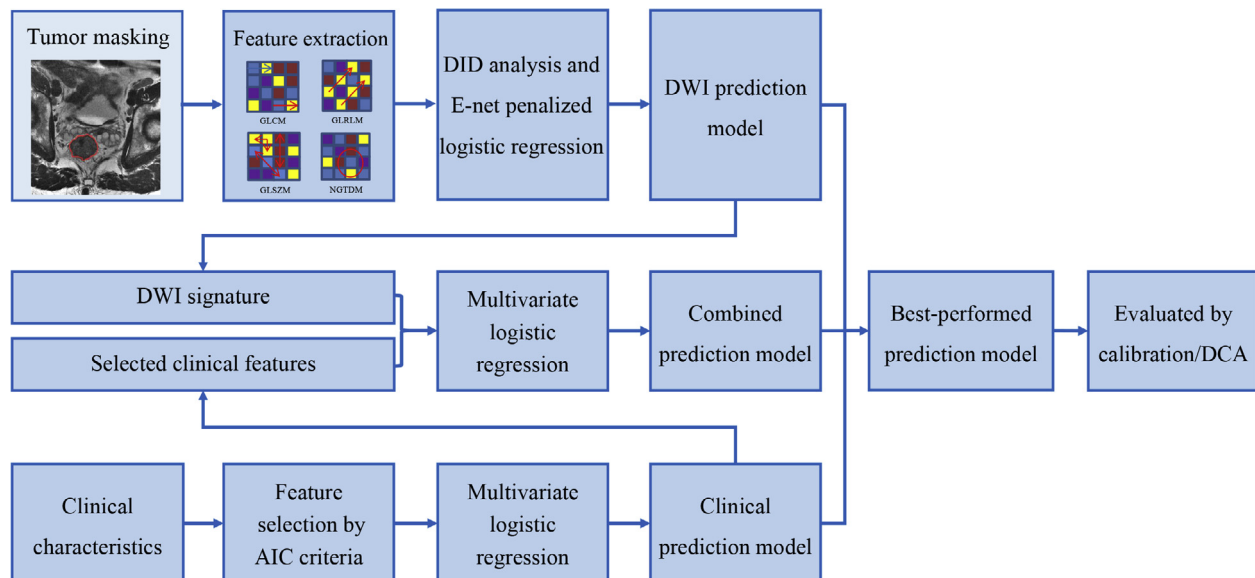 Tumor masking
Feature extraction
GLCM
GLRLM
GLSZM
NGTDM
DID analysis and
E-net penalized
logistic regression
DWI prediction
model
DWI signature
Selected clinical features
Multivariate
logistic
regression
Combined
prediction model
Best-performed
prediction model
Evaluated by
calibration/DCA
Clinical
characteristics
Feature
selection by
AIC criteria
Multivariate
logistic
regression
Clinical
prediction model